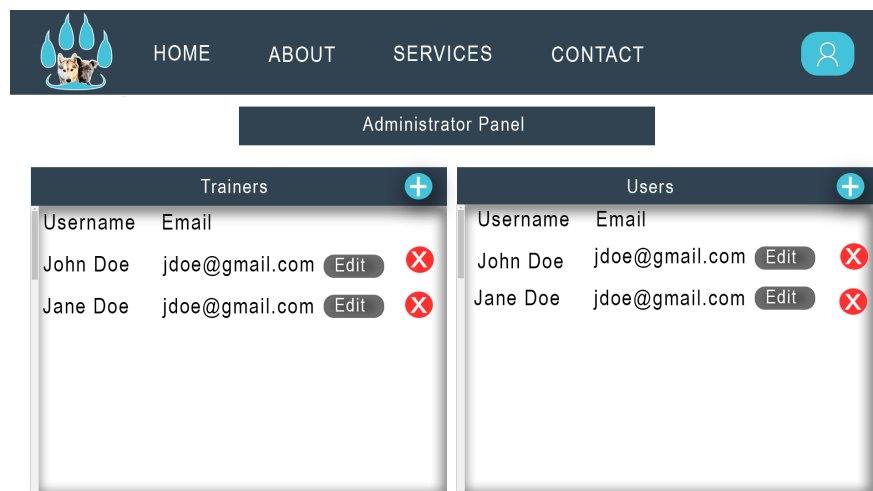 HOME ABOUT SERVICES CONTACT
Administrator Panel
Trainers
Username Email
John Doe jdoe@gmail.com Edit X
Jane Doe jdoe@gmail.com Edit X
Users
Username Email
John Doe jdoe@gmail.com Edit X
Jane Doe jdoe@gmail.com Edit X